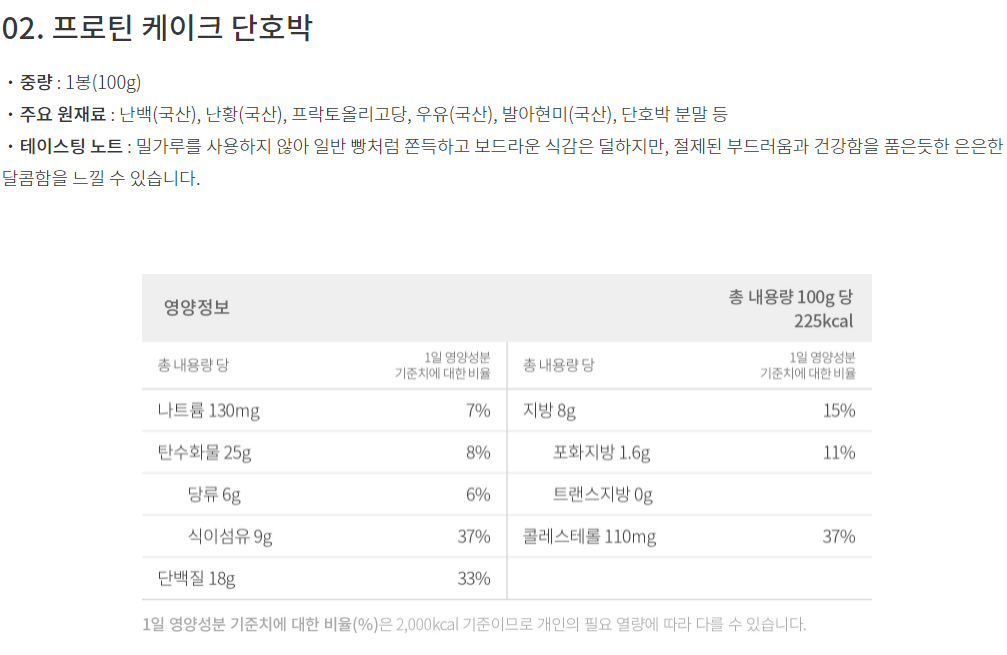 02. 프로틴 케이크 단호박
· 중량 : 1봉(100g)
· 주요 원재료 : 난백(국산), 난황(국산), 프락토올리고당, 우유(국산), 발아현미(국산), 단호박 분말 등
· 테이스팅 노트 : 밀가루를 사용하지 않아 일반 빵처럼 쫀득하고 보드라운 식감은 덜하지만, 절제된 부드러움과 건강함을 품은듯한 은은한
달콤함을 느낄 수 있습니다.
영양정보
총 내용량 100g 당
225kcal
총 내용량 당
1일 영양성분
기준치에 대한 비율
총 내용량 당
1일 영양성분
기준치에 대한 비율
나트륨 130mg 7% 지방 8g 15%
탄수화물 25g 8% 포화지방 1.6g 11%
당류 6g 6% 트랜스지방 0g
식이섬유 9g 37% 콜레스테롤 110mg 37%
단백질 18g 33%
1일 영양성분 기준치에 대한 비율(%)은 2,000kcal 기준이므로 개인의 필요 열량에 따라 다를 수 있습니다.